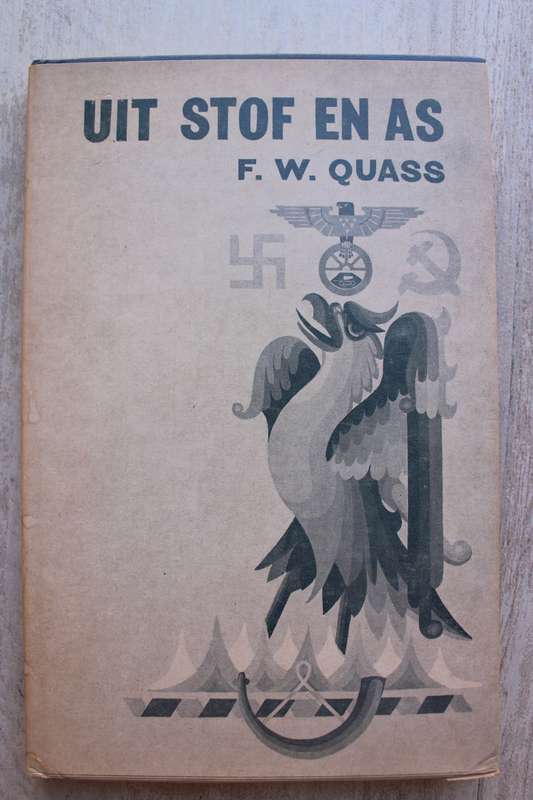 UIT STOF EN AS
F. W. QUASS